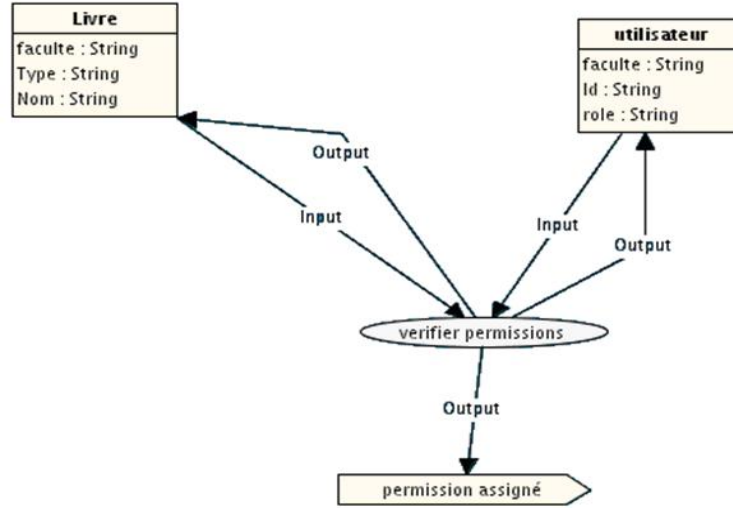 Livre
faculte : String
Type : String
Nom : String
utilisateur
faculte : String
Id : String
role : String
Output
Input
Input
Output
verifier permissions
Output
permission assigné